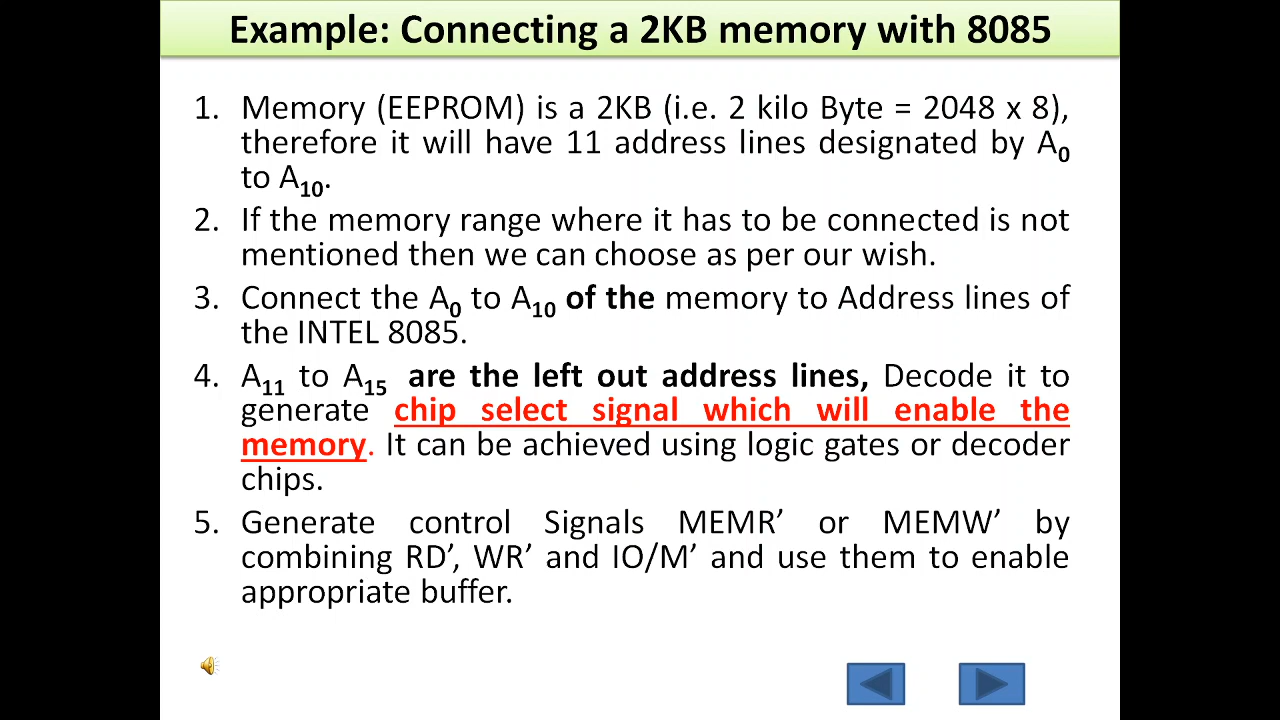 Example: Connecting a 2KB memory with 8085
1. Memory (EEPROM) is a 2KB (i.e. 2 kilo Byte = 2048 x 8),
therefore it will have 11 address lines designated by A₀
to A₁₀.
2. If the memory range where it has to be connected is not
mentioned then we can choose as per our wish.
3. Connect the A₀ to A₁₀ of the memory to Address lines of
the INTEL 8085.
4. A₁₁ to A₁₅ are the left out address lines, Decode it to
generate chip select signal which will enable the
memory. It can be achieved using logic gates or decoder
chips.
5. Generate control Signals MEMR’ or MEMW’ by
combining RD’, WR’ and IO/M’ and use them to enable
appropriate buffer.